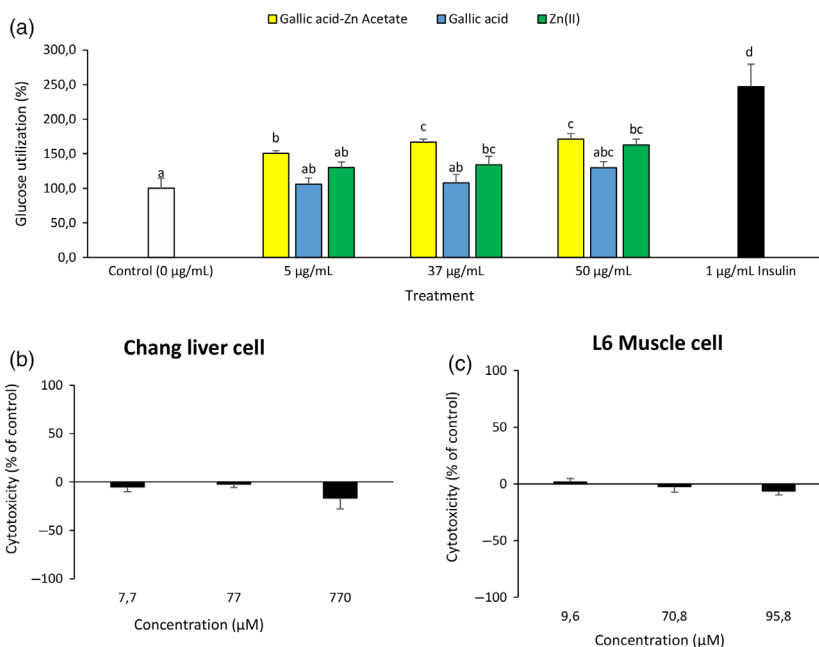 (a)
Gallic acid-Zn Acetate Gallic acid Zn(II)
Glucose utilization (%)
300,0
250,0
200,0
150,0
100,0
50,0
0,0
a
b
ab
ab
c
ab
bc
c
abc
bc
d
Control (0 µg/mL) 5 µg/mL 37 µg/mL 50 µg/mL 1 µg/mL Insulin
Treatment
(b)
Chang liver cell
Cytotoxicity (% of control)
100
50
0
−50
−100
7,7 77 770
Concentration (µM)
(c)
L6 Muscle cell
Cytotoxicity (% of control)
100
50
0
−50
−100
9,6 70,8 95,8
Concentration (µM)